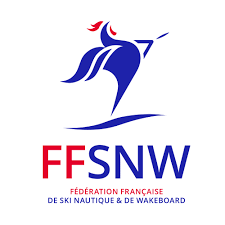 FFSNW
FÉDÉRATION FRANÇAISE
DE SKI NAUTIQUE & DE WAKEBOARD